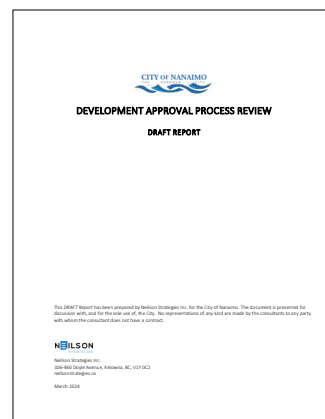 CITY OF NANAIMO
THE HARBOUR CITY
DEVELOPMENT APPROVAL PROCESS REVIEW
DRAFT REPORT
This DRAFT Report has been prepared by Neilson Strategies Inc. for the City of Nanaimo. The document is presented for
discussion with, and for the sole use of, the City. No representations of any kind are made by the consultants to any party
with whom the consultant does not have a contract.
NEILSON
STRATEGIES
Neilson Strategies Inc.
106-460 Doyle Avenue, Kelowna, BC, V1Y 0C2
neilsonstrategies.ca
March 2024